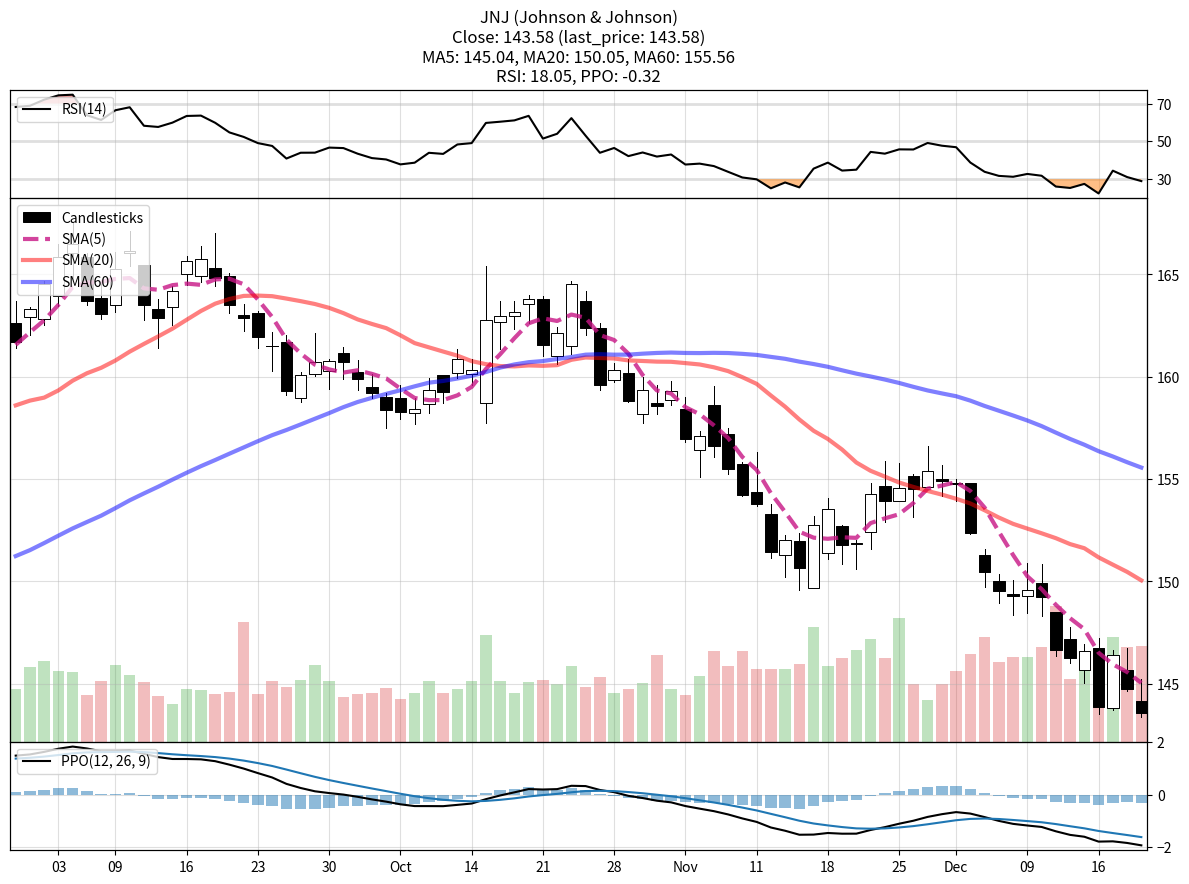 JNJ (Johnson & Johnson)
Close: 143.58 (last_price: 143.58)
MA5: 145.04, MA20: 150.05, MA60: 155.56
RSI: 18.05, PPO: -0.32
RSI(14)
70
50
30
Candlesticks
SMA(5)
SMA(20)
SMA(60)
165
160
155
150
145
PPO(12, 26, 9)
2
0
−2
03 09 16 23 30 Oct 14 21 28 Nov 11 18 25 Dec 09 16